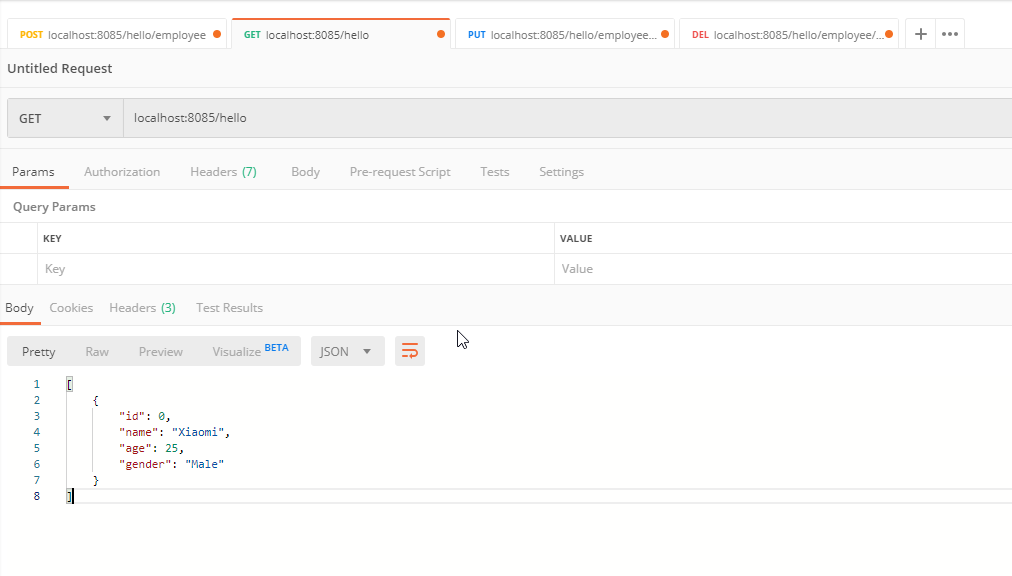 POST localhost:8085/hello/employee GET localhost:8085/hello PUT localhost:8085/hello/employee... DEL localhost:8085/hello/employee/...
Untitled Request
GET localhost:8085/hello
Params Authorization Headers (7) Body Pre-request Script Tests Settings
Query Params
KEY VALUE
Key Value
Body Cookies Headers (3) Test Results
Pretty Raw Preview Visualize BETA JSON
1 [
2 {
3 "id": 0,
4 "name": "Xiaomi",
5 "age": 25,
6 "gender": "Male"
7 }
8 ]